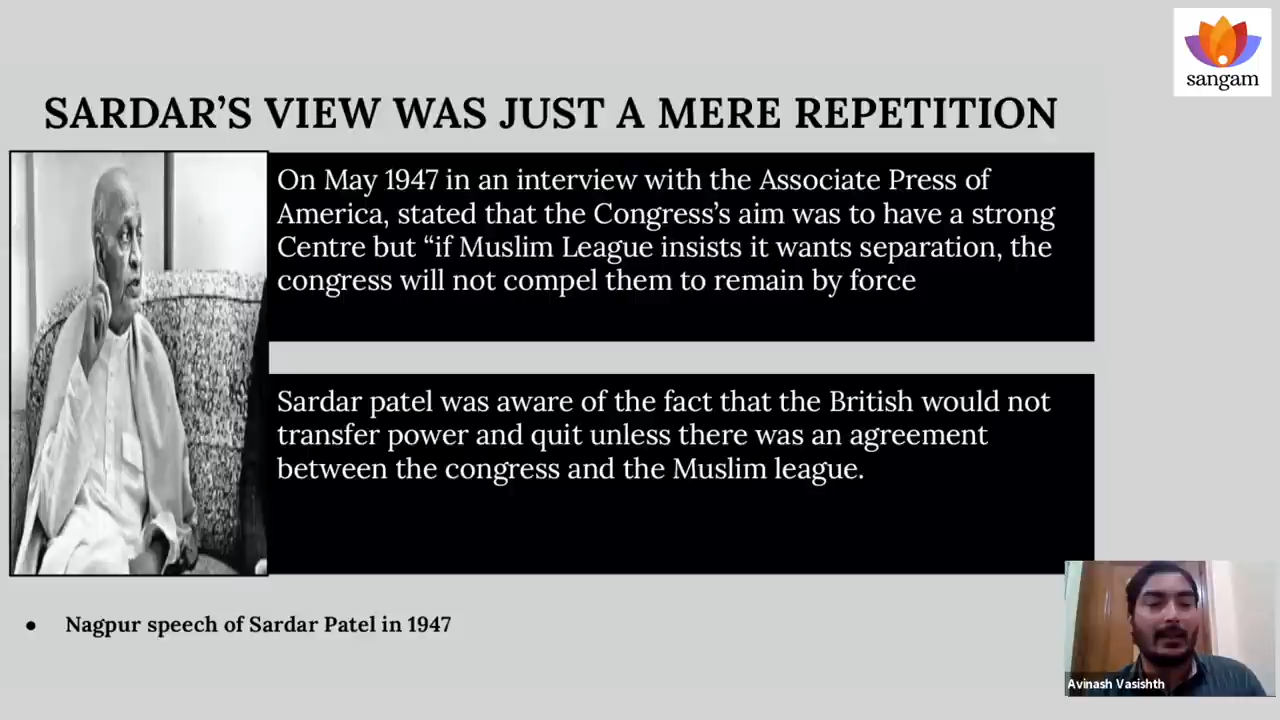 sangam
SARDAR’S VIEW WAS JUST A MERE REPETITION
On May 1947 in an interview with the Associate Press of
America, stated that the Congress’s aim was to have a strong
Centre but “if Muslim League insists it wants separation, the
congress will not compel them to remain by force
Sardar patel was aware of the fact that the British would not
transfer power and quit unless there was an agreement
between the congress and the Muslim league.
● Nagpur speech of Sardar Patel in 1947
Avinash Vasishth